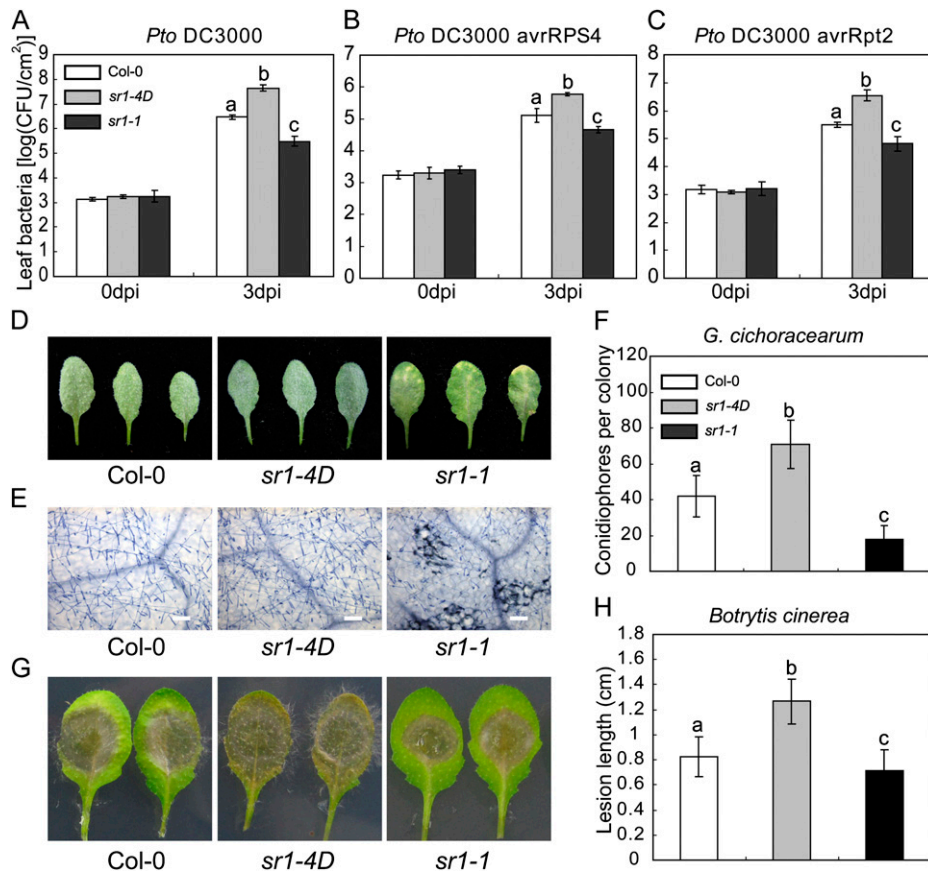 A
Pto DC3000
Leaf bacteria [log(CFU/cm²)]
9
8
7
6
5
4
3
2
1
0
Col-0
sr1-4D
sr1-1
a
b
c
0dpi
3dpi
B
Pto DC3000 avrRPS4
7
6
5
4
3
2
1
0
a
b
c
0dpi
3dpi
C
Pto DC3000 avrRpt2
8
7
6
5
4
3
2
1
0
a
b
c
0dpi
3dpi
D
Col-0
sr1-4D
sr1-1
E
Col-0
sr1-4D
sr1-1
F
G. cichoracearum
Conidiophores per colony
120
100
80
60
40
20
0
Col-0
sr1-4D
sr1-1
a
b
c
G
Col-0
sr1-4D
sr1-1
H
Botrytis cinerea
Lesion length (cm)
1.8
1.6
1.4
1.2
1
0.8
0.6
0.4
0.2
0
a
b
c